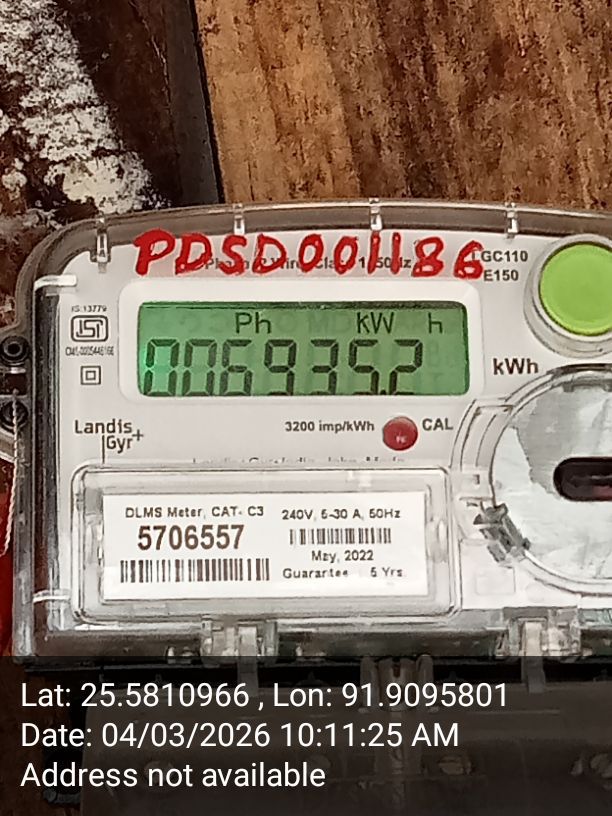 PDSD001186
LGC110
E150
IS:13779
ISI
Ph kW h
006935.2
kWh
Landis
Gyr+
3200 imp/kWh
CAL
DLMS Meter, CAT- C3
240V, 5-30 A, 50Hz
5706557
May, 2022
Guarantee 5 Yrs.
Lat: 25.5810966 , Lon: 91.9095801
Date: 04/03/2026 10:11:25 AM
Address not available